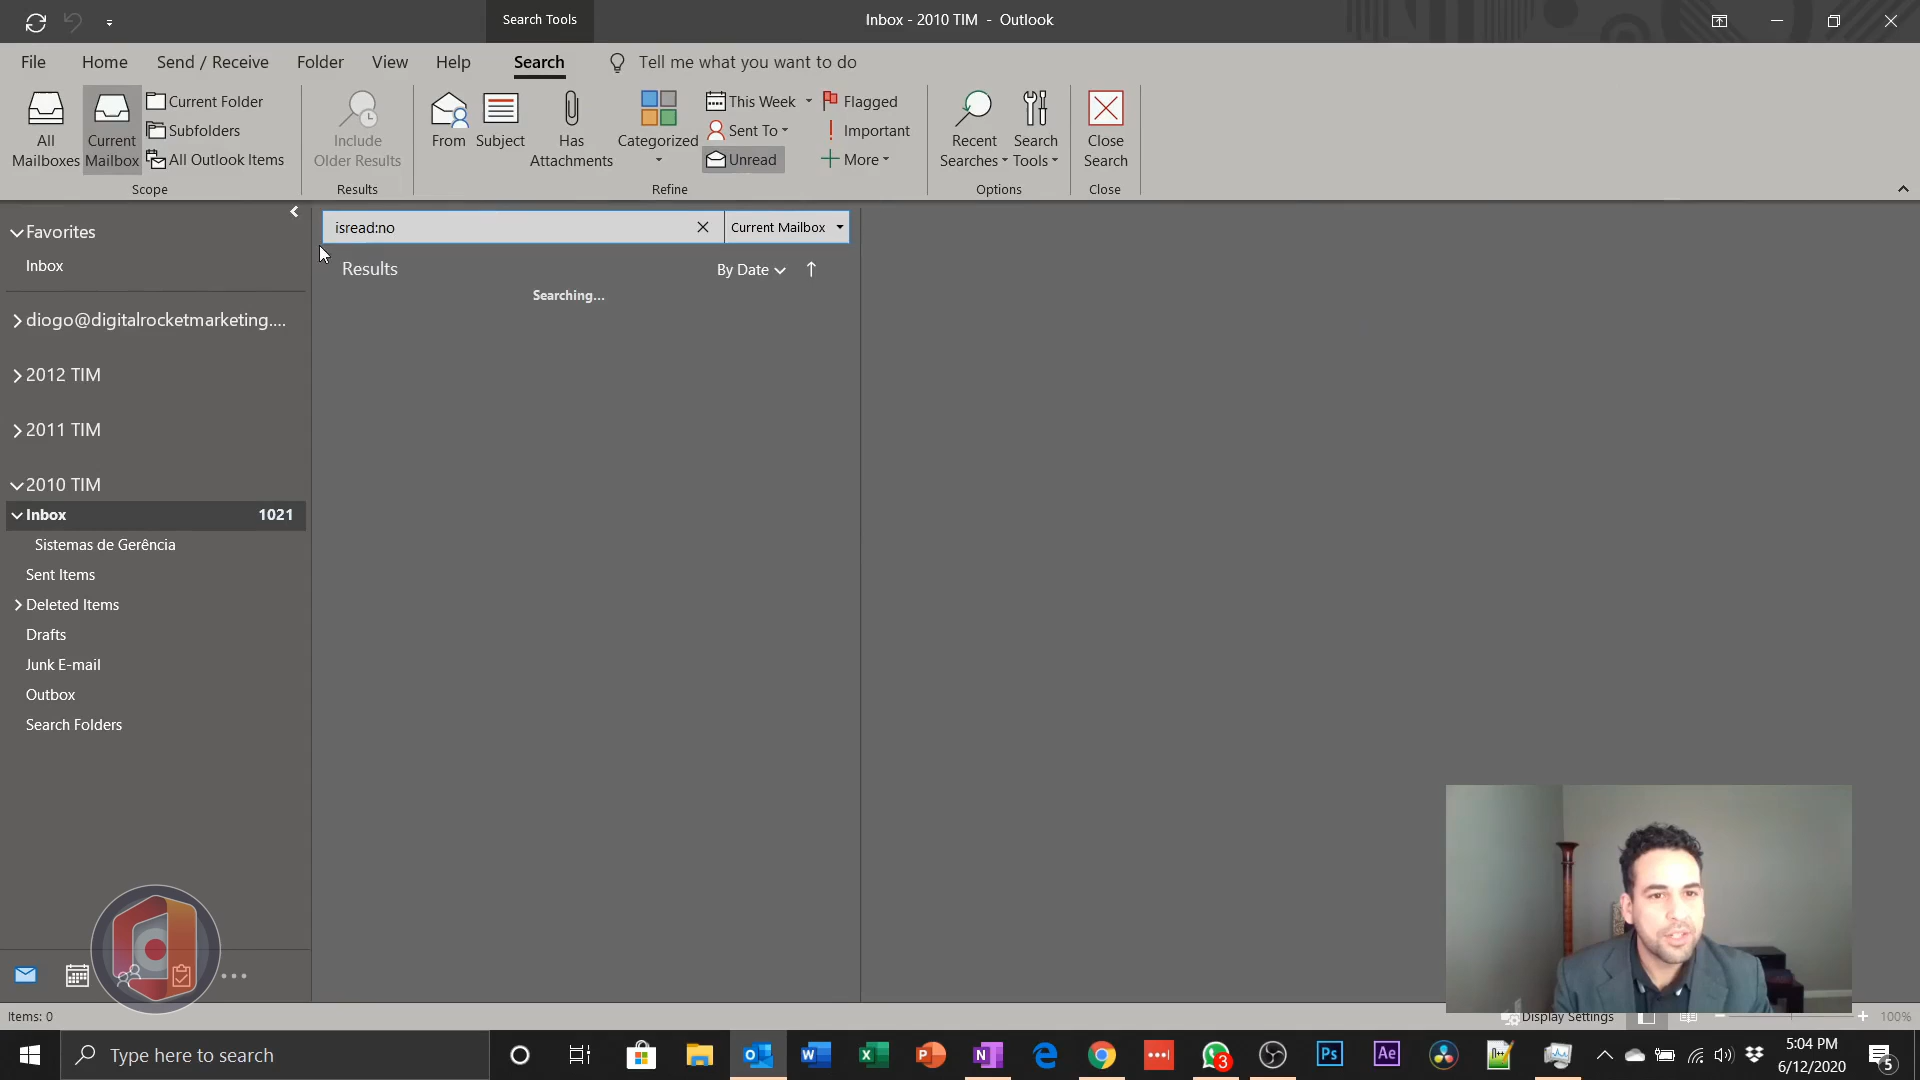 Search Tools
Inbox - 2010 TIM - Outlook
File
Home
Send / Receive
Folder
View
Help
Search
Tell me what you want to do
All Mailboxes
Current Mailbox
Current Folder
Subfolders
All Outlook Items
Scope
Include Older Results
Results
From
Subject
Has Attachments
Categorized
This Week
Sent To
Unread
Flagged
Important
More
Refine
Recent Searches
Search Tools
Options
Close Search
Close
isread:no
Current Mailbox
Results
By Date
Searching...
Favorites
Inbox
diogo@digitalrocketmarketing....
2012 TIM
2011 TIM
2010 TIM
Inbox 1021
Sistemas de Gerência
Sent Items
Deleted Items
Drafts
Junk E-mail
Outbox
Search Folders
Items: 0
Display Settings
100%
Type here to search
3
Ps
Ae
5:04 PM
6/12/2020
5